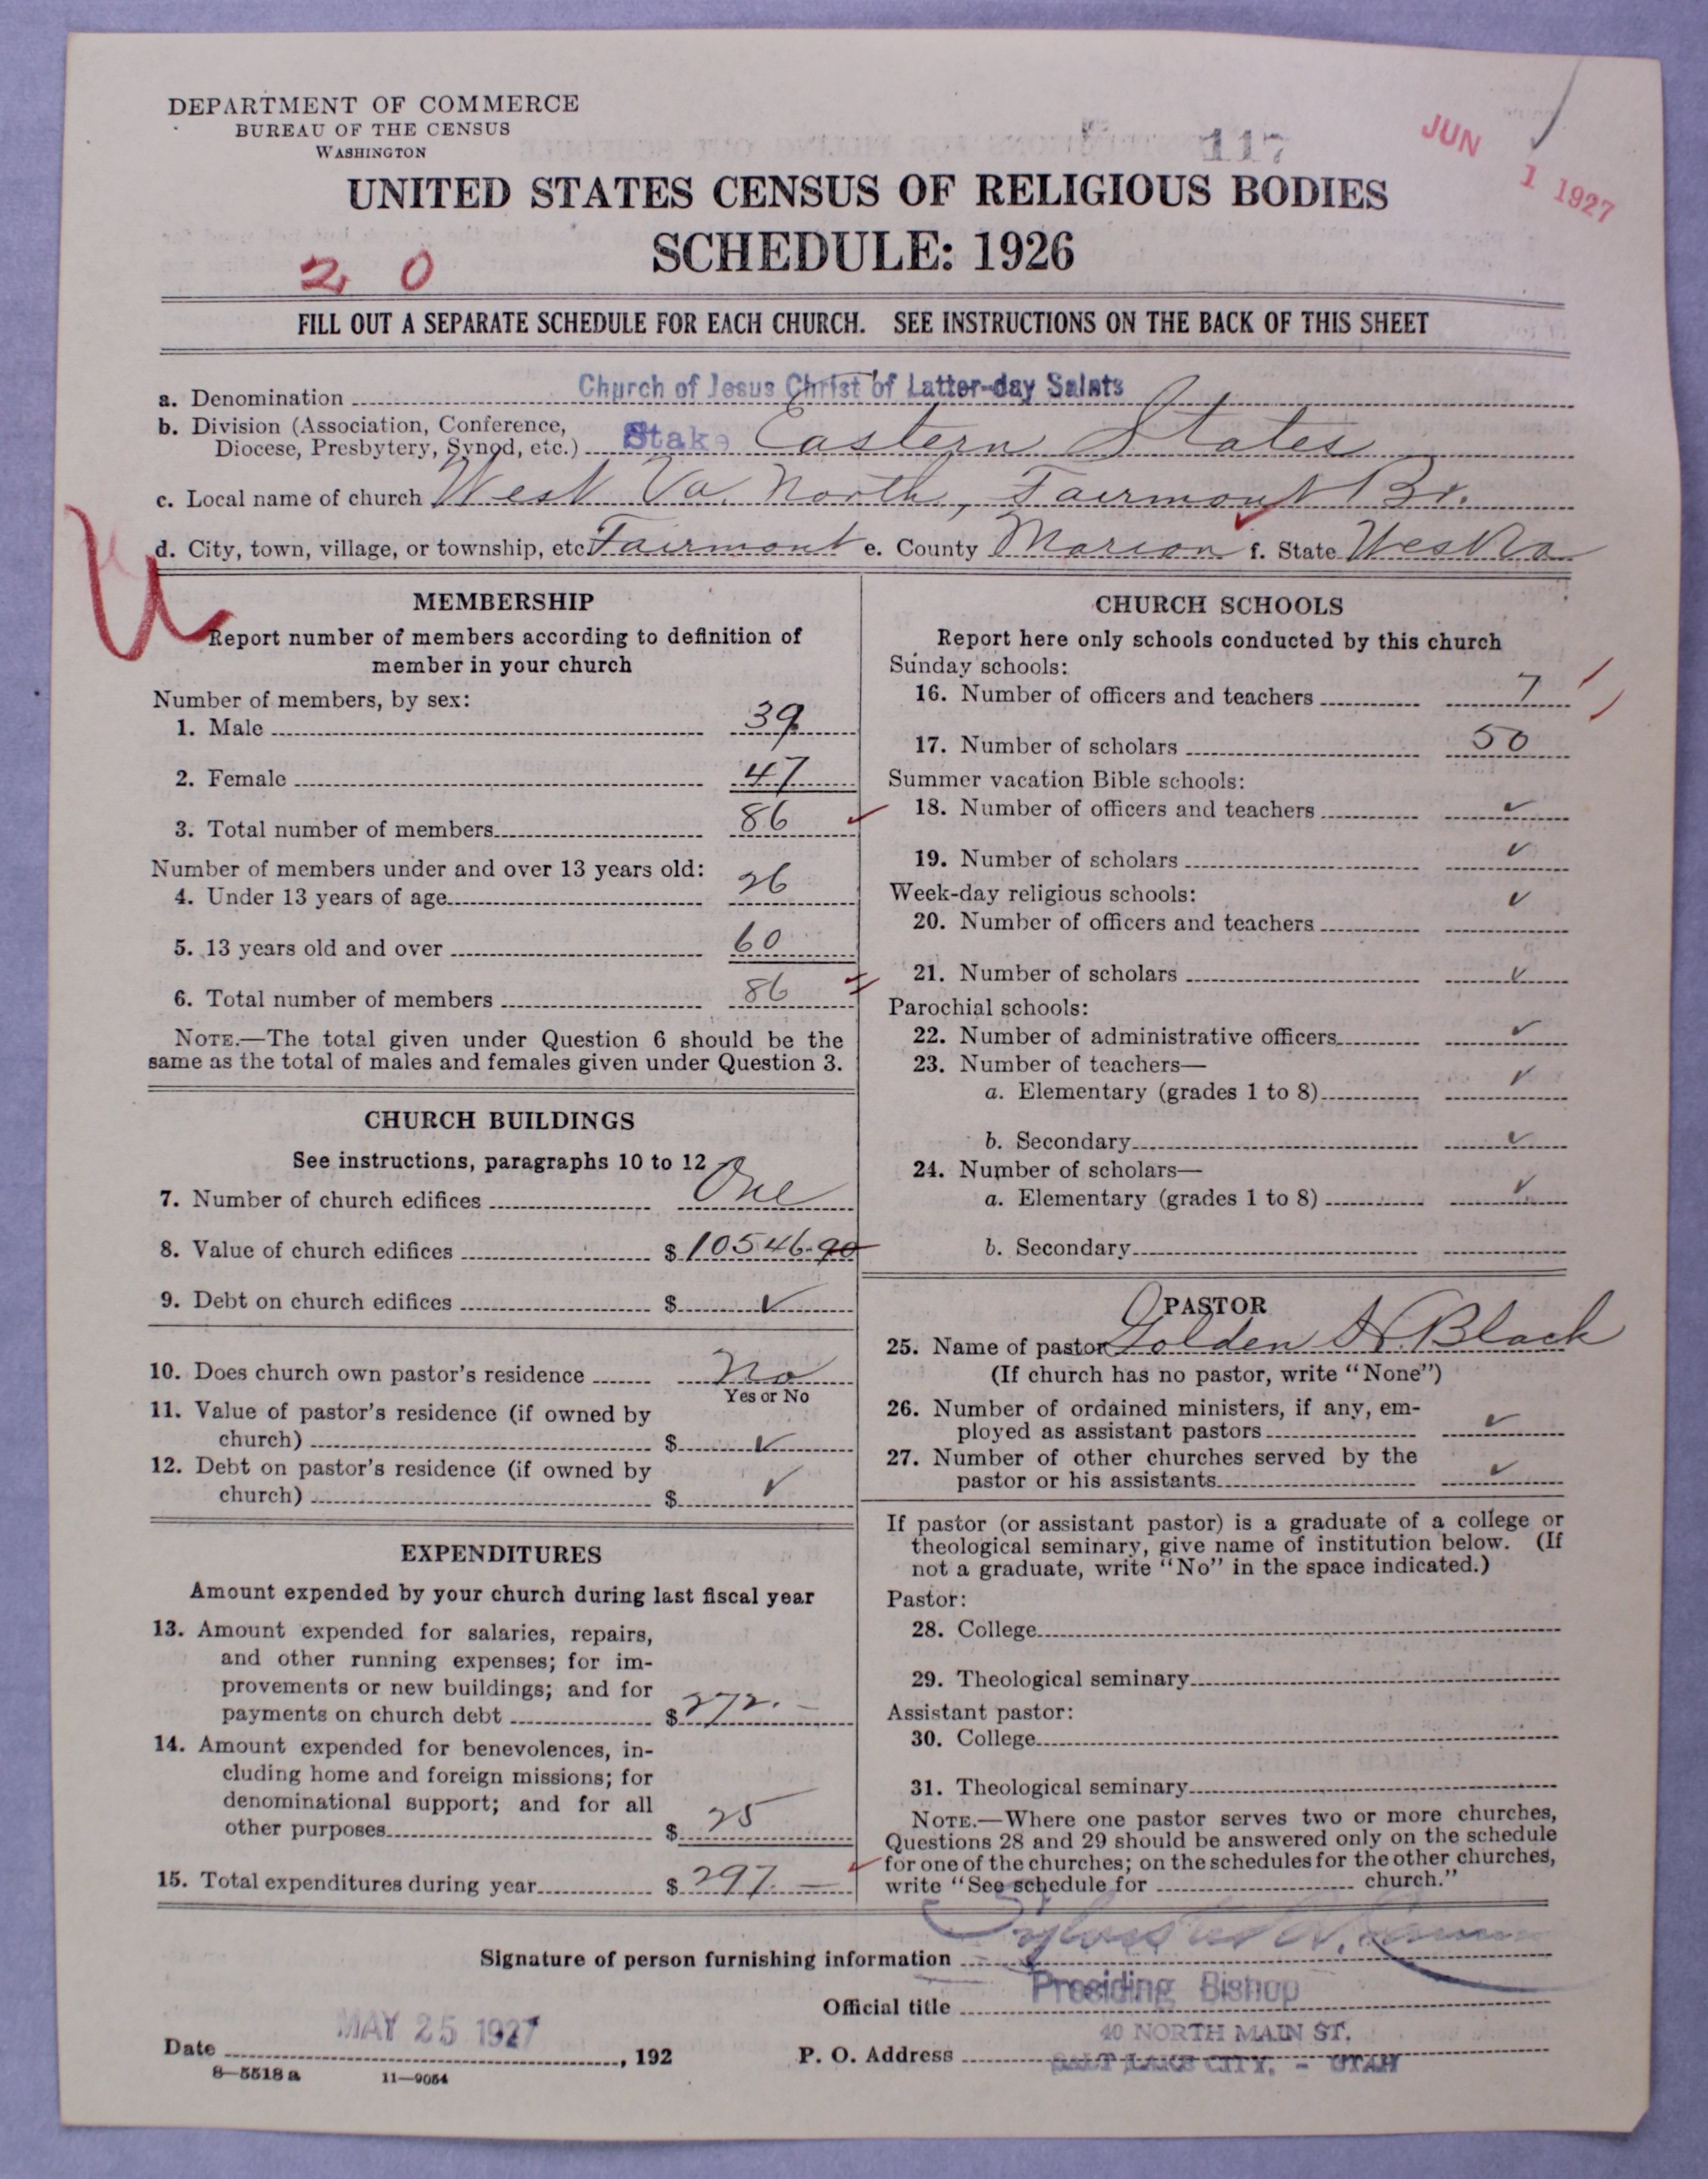 DEPARTMENT OF COMMERCE
BUREAU OF THE CENSUS
WASHINGTON
117
JUN 1 1927
UNITED STATES CENSUS OF RELIGIOUS BODIES
SCHEDULE: 1926
2 0
FILL OUT A SEPARATE SCHEDULE FOR EACH CHURCH. SEE INSTRUCTIONS ON THE BACK OF THIS SHEET
a. Denomination Church of Jesus Christ of Latter-day Saints
b. Division (Association, Conference,
Diocese, Presbytery, Synod, etc.) Stake Eastern States
c. Local name of church West Va. North, Fairmont Br.
d. City, town, village, or township, etc. Fairmont e. County Marion f. State West Va
U
MEMBERSHIP
Report number of members according to definition of
member in your church
Number of members, by sex:
1. Male 39
2. Female 47
3. Total number of members 86
Number of members under and over 13 years old:
4. Under 13 years of age 26
5. 13 years old and over 60
6. Total number of members 86
NOTE.—The total given under Question 6 should be the
same as the total of males and females given under Question 3.
CHURCH BUILDINGS
See instructions, paragraphs 10 to 12
7. Number of church edifices One
8. Value of church edifices $ 10546.90
9. Debt on church edifices $ ✓
10. Does church own pastor's residence No
Yes or No
11. Value of pastor's residence (if owned by
church) $ ✓
12. Debt on pastor's residence (if owned by
church) $ ✓
EXPENDITURES
Amount expended by your church during last fiscal year
13. Amount expended for salaries, repairs,
and other running expenses; for im-
provements or new buildings; and for
payments on church debt $ 272.—
14. Amount expended for benevolences, in-
cluding home and foreign missions; for
denominational support; and for all
other purposes $ 25
15. Total expenditures during year $ 297.—
CHURCH SCHOOLS
Report here only schools conducted by this church
Sunday schools:
16. Number of officers and teachers 7
17. Number of scholars 50
Summer vacation Bible schools:
18. Number of officers and teachers ✓
19. Number of scholars ✓
Week-day religious schools:
20. Number of officers and teachers ✓
21. Number of scholars ✓
Parochial schools:
22. Number of administrative officers ✓
23. Number of teachers—
a. Elementary (grades 1 to 8) ✓
b. Secondary ✓
24. Number of scholars—
a. Elementary (grades 1 to 8) ✓
b. Secondary
PASTOR
25. Name of pastor Golden H. Black
(If church has no pastor, write "None")
26. Number of ordained ministers, if any, em-
ployed as assistant pastors ✓
27. Number of other churches served by the
pastor or his assistants ✓
If pastor (or assistant pastor) is a graduate of a college or
theological seminary, give name of institution below. (If
not a graduate, write "No" in the space indicated.)
Pastor:
28. College
29. Theological seminary
Assistant pastor:
30. College
31. Theological seminary
NOTE.—Where one pastor serves two or more churches,
Questions 28 and 29 should be answered only on the schedule
for one of the churches; on the schedules for the other churches,
write "See schedule for church."
Signature of person furnishing information
Official title Presiding Bishop
Date MAY 25 1927, 192
P. O. Address 40 NORTH MAIN ST.
SALT LAKE CITY, - UTAH
8—5518 a 11—9054